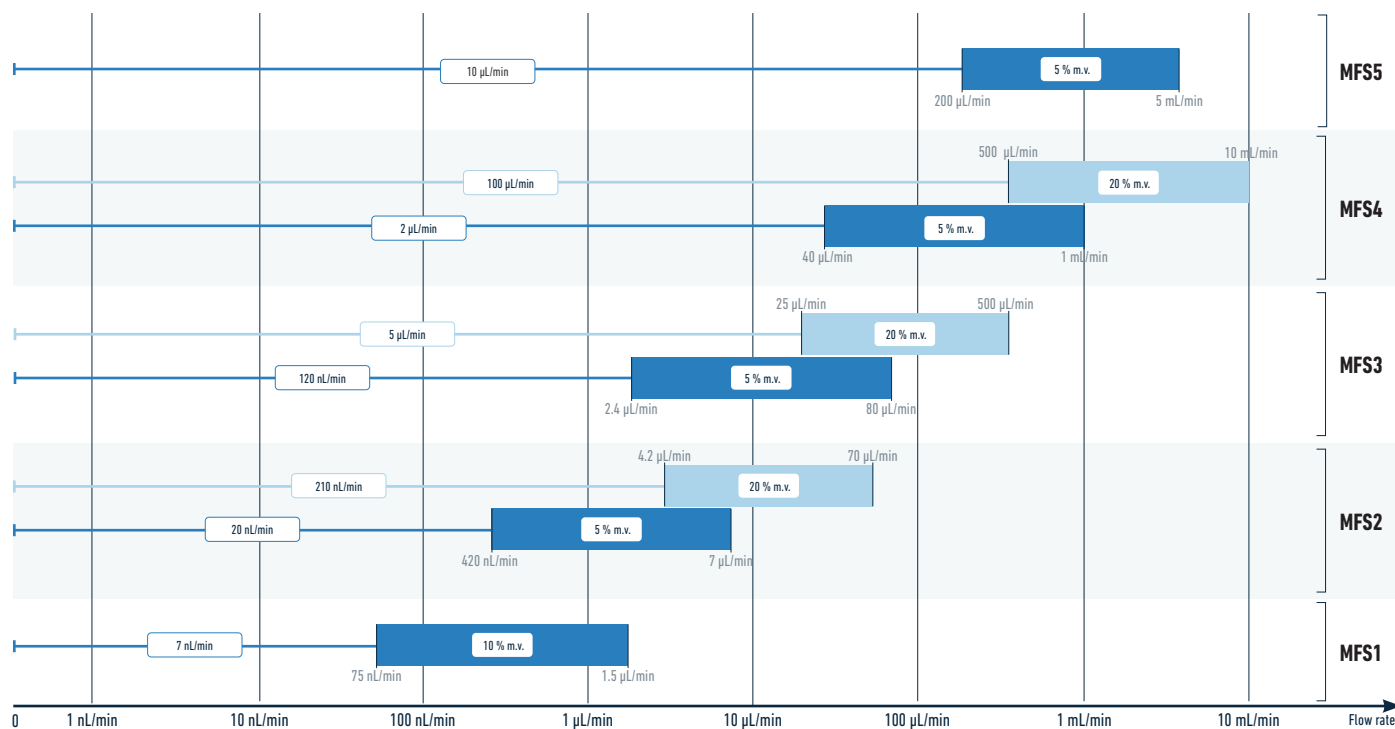 10 µL/min
5 % m.v.
MFS5
200 µL/min
5 mL/min
500 µL/min
10 mL/min
100 µL/min
20 % m.v.
MFS4
2 µL/min
5 % m.v.
40 µL/min
1 mL/min
25 µL/min
500 µL/min
5 µL/min
20 % m.v.
MFS3
120 nL/min
5 % m.v.
2.4 µL/min
80 µL/min
4.2 µL/min
70 µL/min
210 nL/min
20 % m.v.
MFS2
20 nL/min
5 % m.v.
420 nL/min
7 µL/min
7 nL/min
10 % m.v.
MFS1
75 nL/min
1.5 µL/min
0 1 nL/min 10 nL/min 100 nL/min 1 µL/min 10 µL/min 100 µL/min 1 mL/min 10 mL/min Flow rate